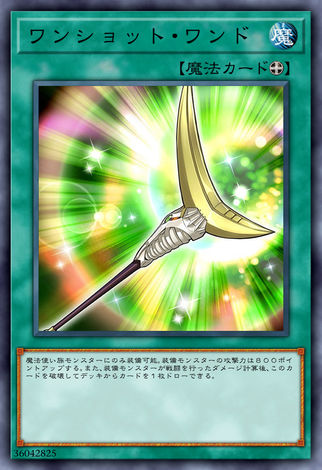 ワンショット・ワンド
魔
【魔法カード】
魔法使い族モンスターにのみ装備可能。装備モンスターの攻撃力は８００ポイ
ントアップする。また、装備モンスターが戦闘を行ったダメージ計算後、このカ
ードを破壊してデッキからカードを１枚ドローできる。
36042825